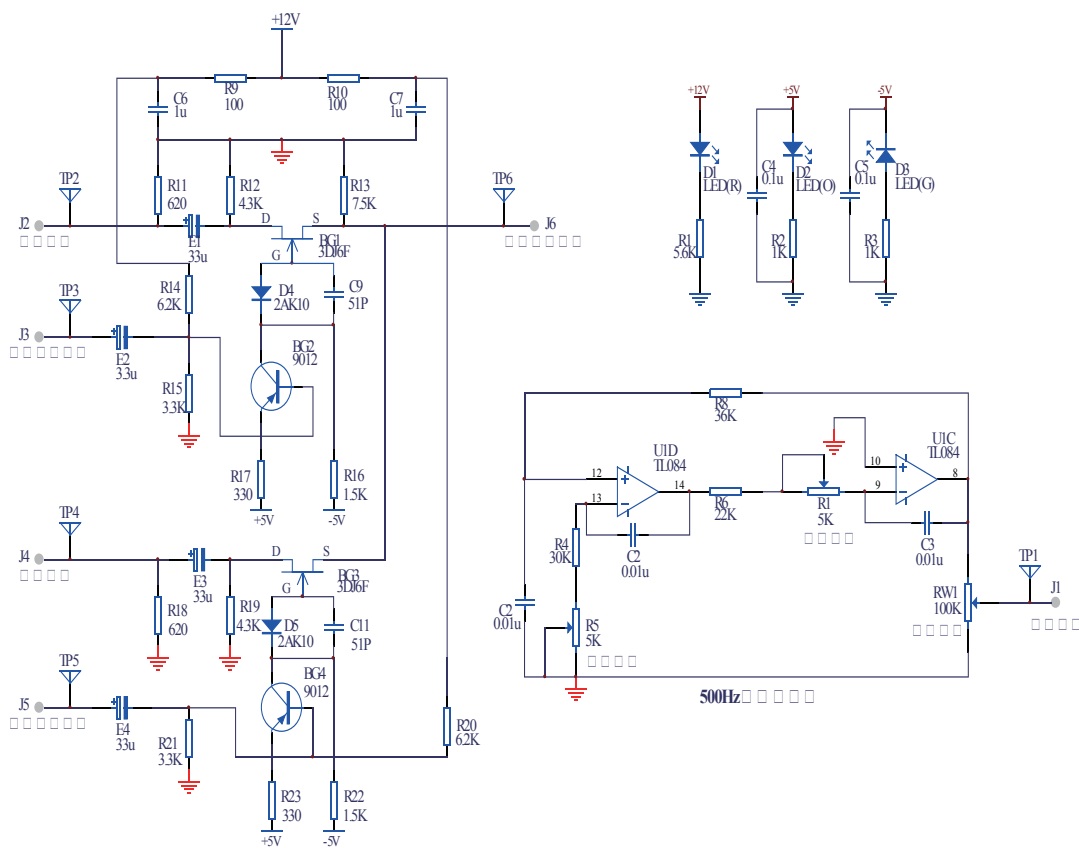 +12V
R9
100
R10
100
C6
1u
C7
1u
TP2
R11
620
R12
4.3K
R13
7.5K
TP6
J2
E1
33u
D
S
BG1
3DJ6F
G
J6
R14
6.2K
D4
2AK10
C9
51P
TP3
J3
E2
33u
BG2
9012
R15
3.3K
R17
330
R16
1.5K
+5V
-5V
TP4
J4
E3
33u
D
S
BG3
3DJ6F
G
R18
620
R19
4.3K
D5
2AK10
C11
51P
TP5
J5
E4
33u
BG4
9012
R21
3.3K
R20
6.2K
R23
330
R22
1.5K
+5V
-5V
+12V
+5V
-5V
D1
LED(R)
C4
0.1u
D2
LED(O)
C5
0.1u
D3
LED(G)
R1
5.6K
R2
1K
R3
1K
R8
36K
U1D
TL084
12
13
14
R6
22K
R1
5K
U1C
TL084
10
9
8
R4
30K
C2
0.01u
C3
0.01u
C2
0.01u
R5
5K
RW1
100K
TP1
J1
500Hz